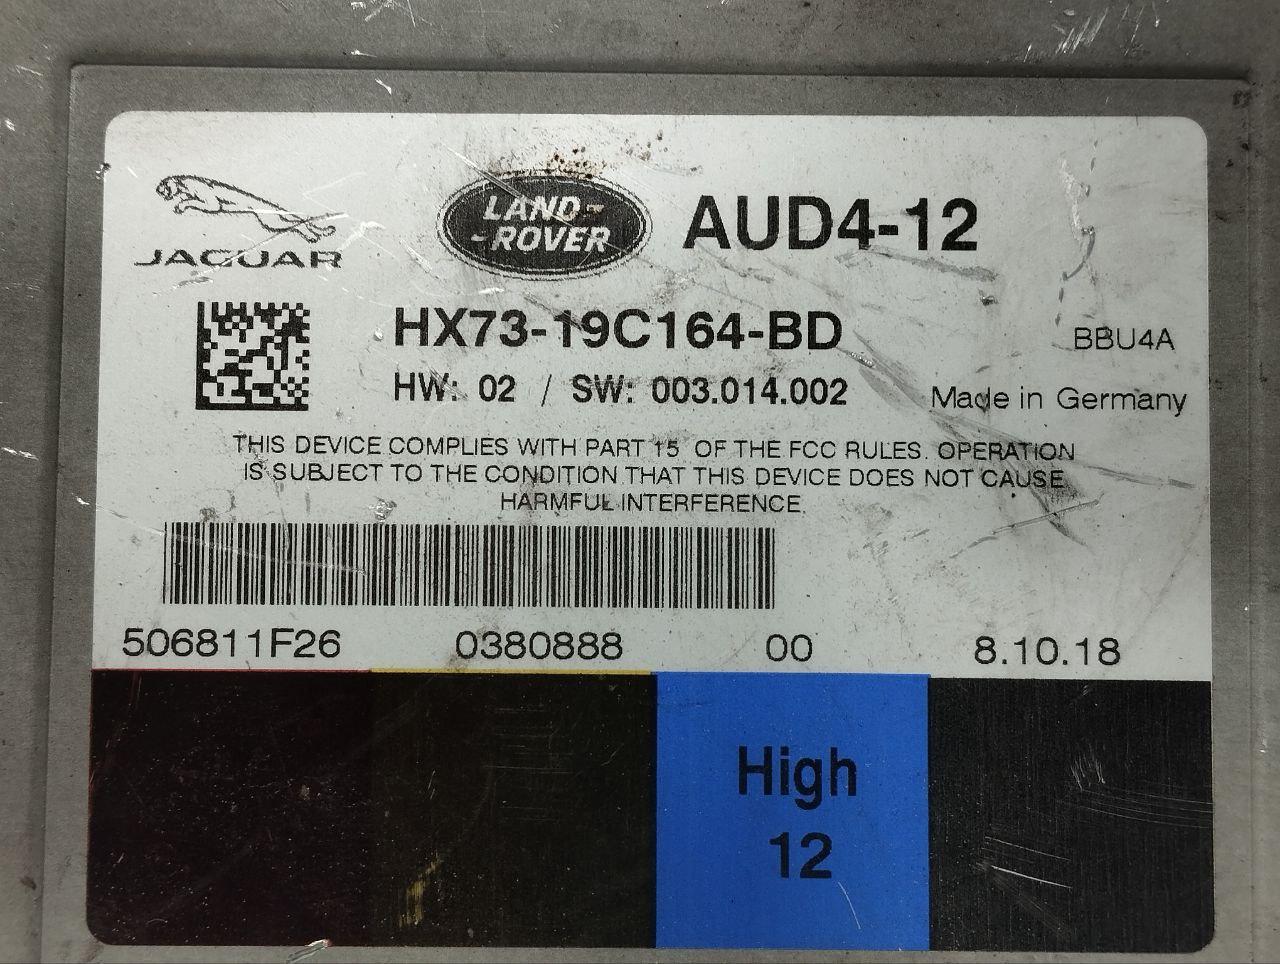 JAGUAR
LAND-
-ROVER
AUD4-12
HX73-19C164-BD
BBU4A
HW: 02 / SW: 003.014.002
Made in Germany
THIS DEVICE COMPLIES WITH PART 15 OF THE FCC RULES. OPERATION
IS SUBJECT TO THE CONDITION THAT THIS DEVICE DOES NOT CAUSE
HARMFUL INTERFERENCE.
506811F26 0380888 00 8.10.18
High
12